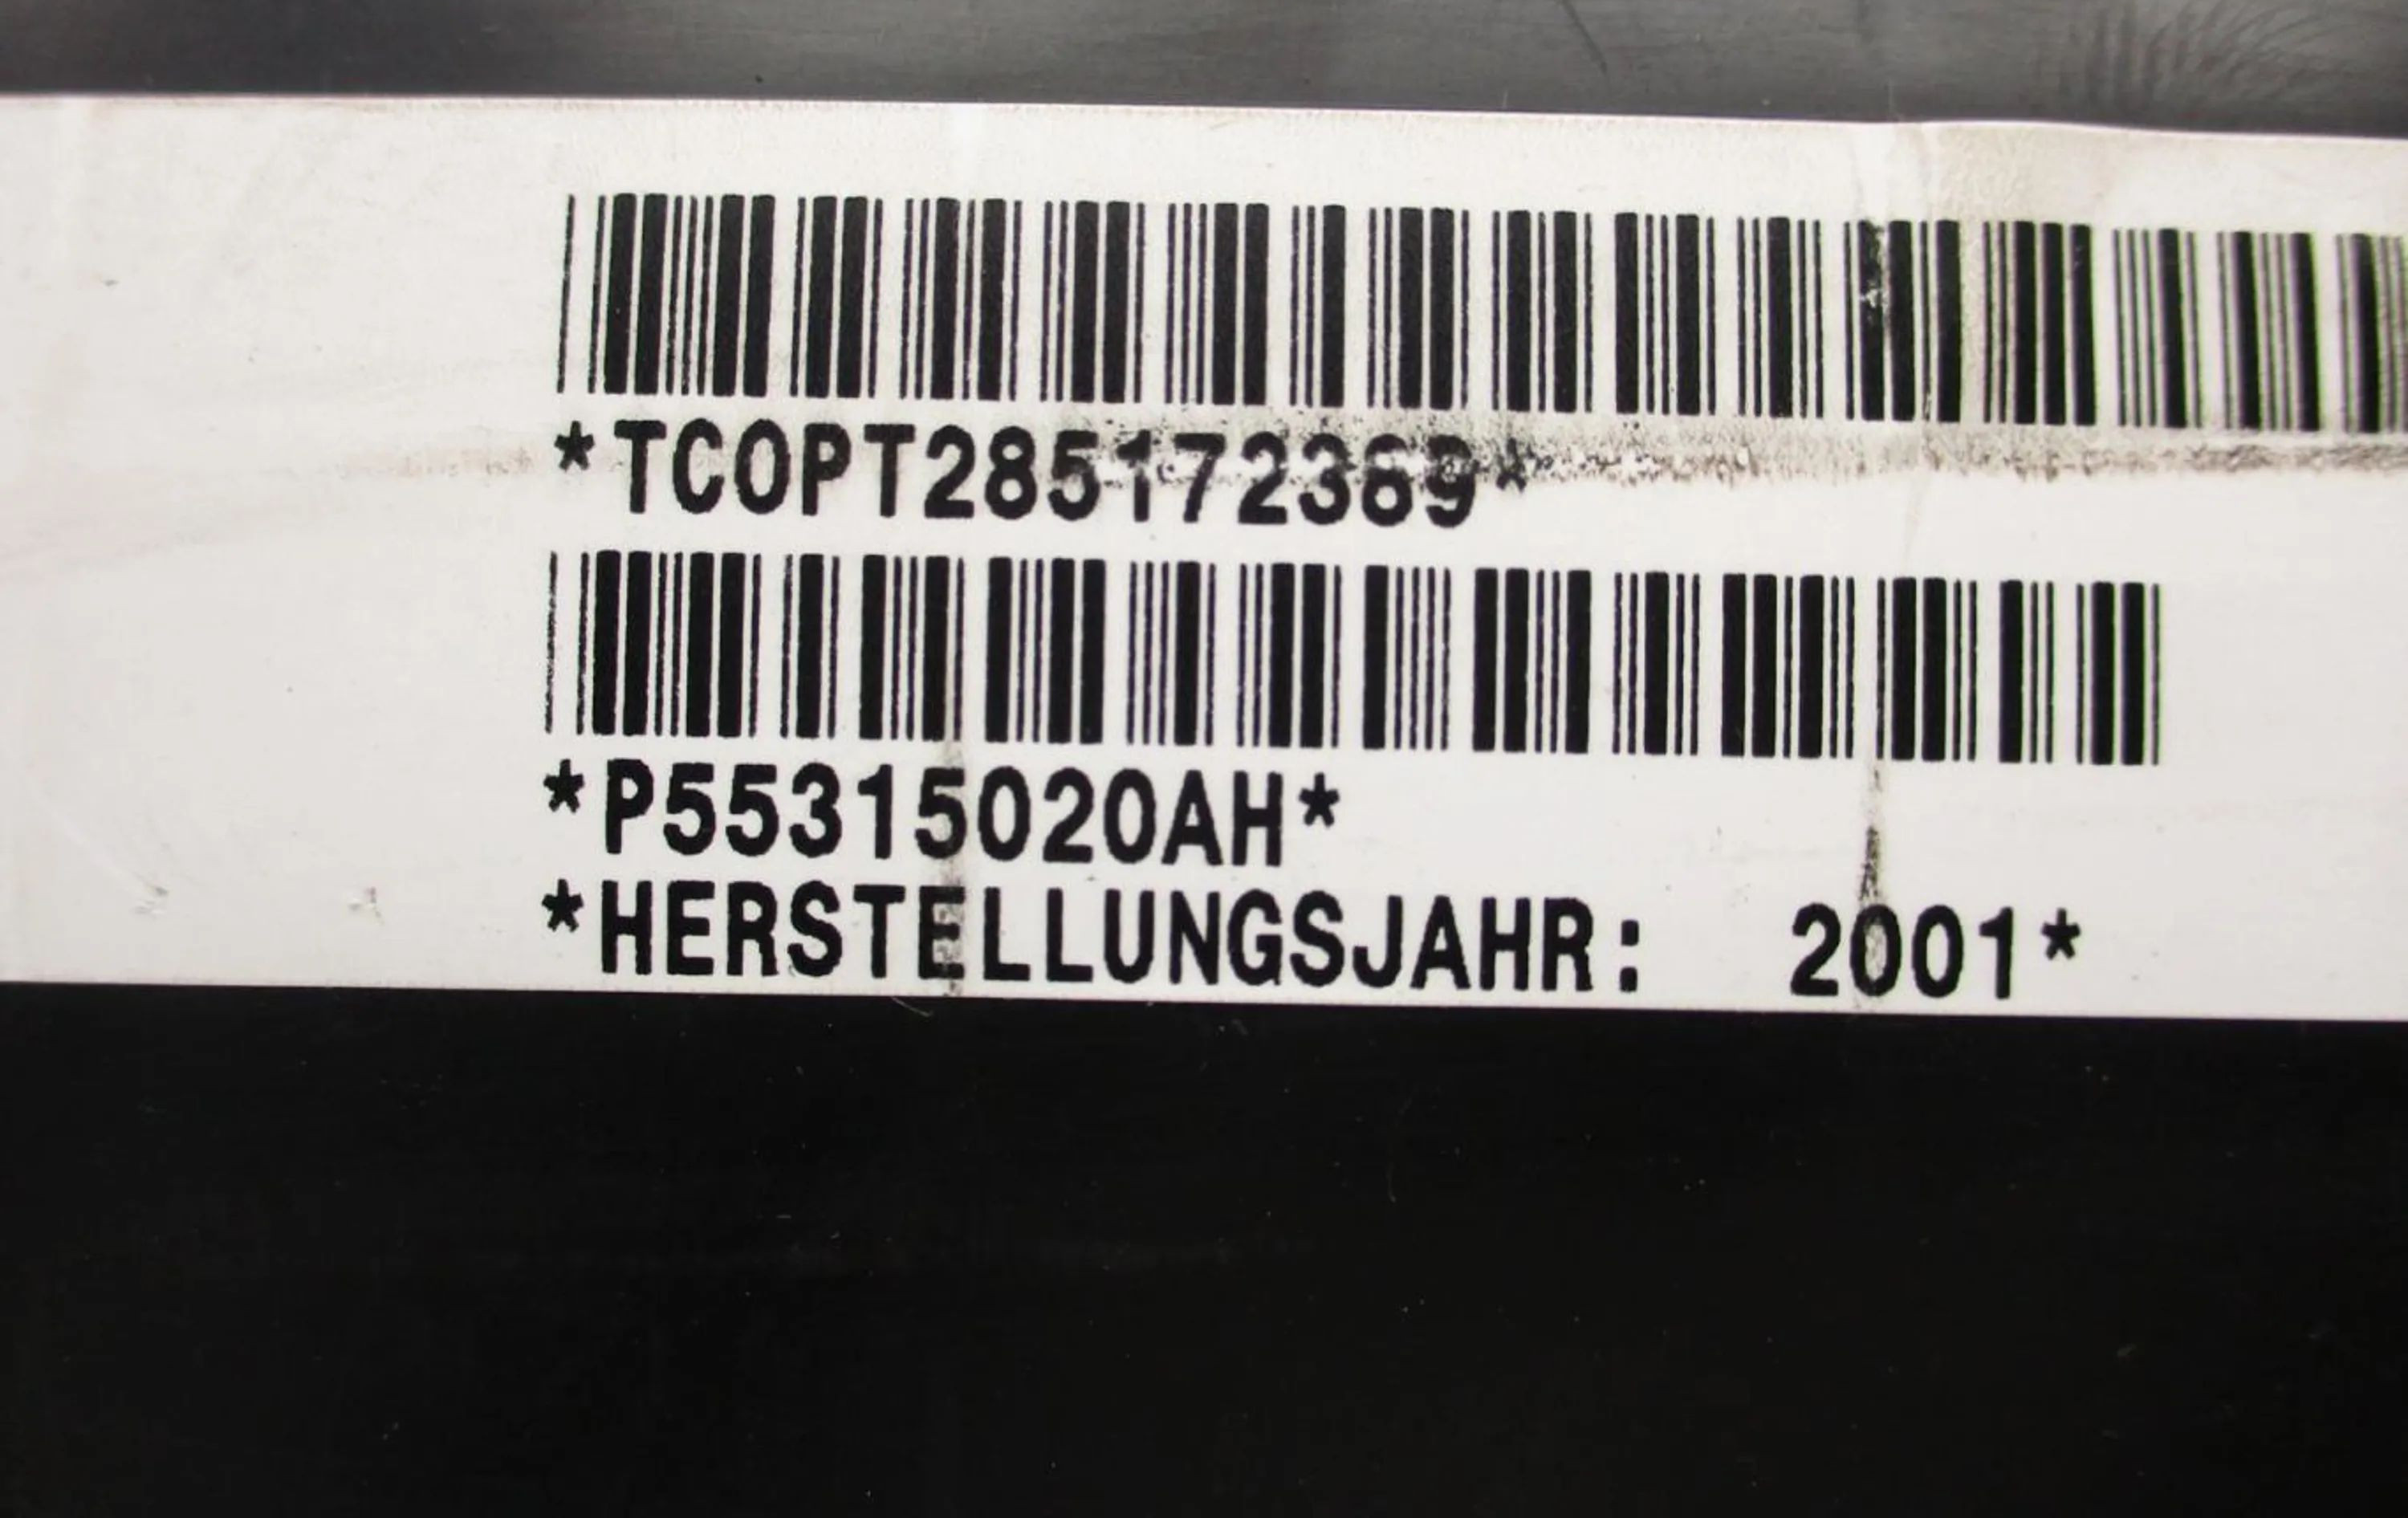 *TCOPT285172369*
*P55315020AH*
*HERSTELLUNGSJAHR: 2001*